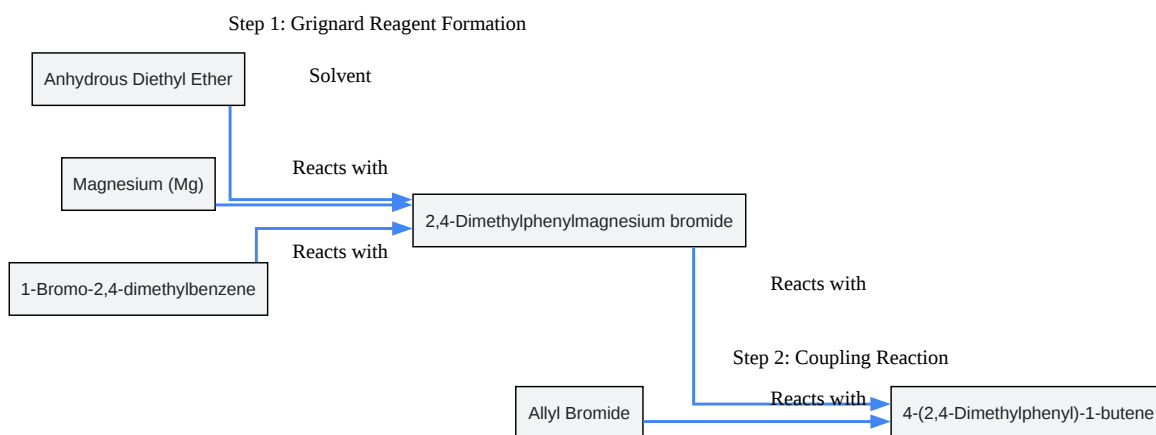 Step 1: Grignard Reagent Formation
Anhydrous Diethyl Ether
Solvent
Reacts with
Magnesium (Mg)
2,4-Dimethylphenylmagnesium bromide
Reacts with
1-Bromo-2,4-dimethylbenzene
Reacts with
Step 2: Coupling Reaction
Reacts with
Allyl Bromide
4-(2,4-Dimethylphenyl)-1-butene